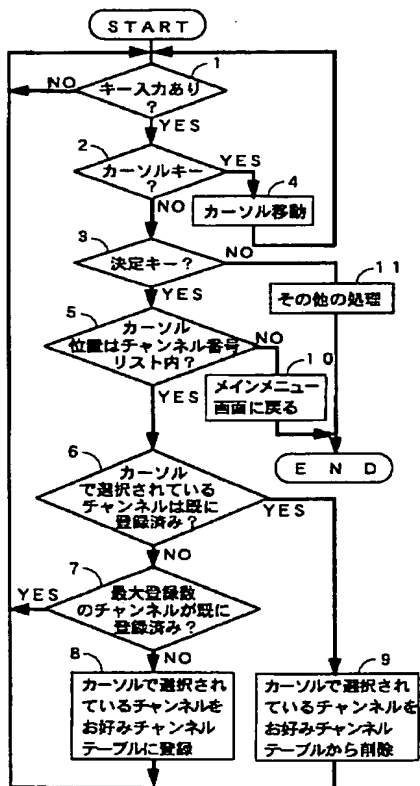 START
1
キー入力あり
?
NO
YES
2
カーソルキー
?
YES
4
カーソル移動
NO
3
決定キー?
NO
11
その他の処理
YES
5
カーソル
位置はチャンネル番号
リスト内?
NO
10
メインメニュー
画面に戻る
YES
END
6
カーソル
で選択されている
チャンネルは既に
登録済み?
YES
NO
7
最大登録数
のチャンネルが既に
登録済み?
YES
NO
8
カーソルで選択され
ているチャンネルを
お好みチャンネル
テーブルに登録
9
カーソルで選択され
ているチャンネルを
お好みチャンネル
テーブルから削除